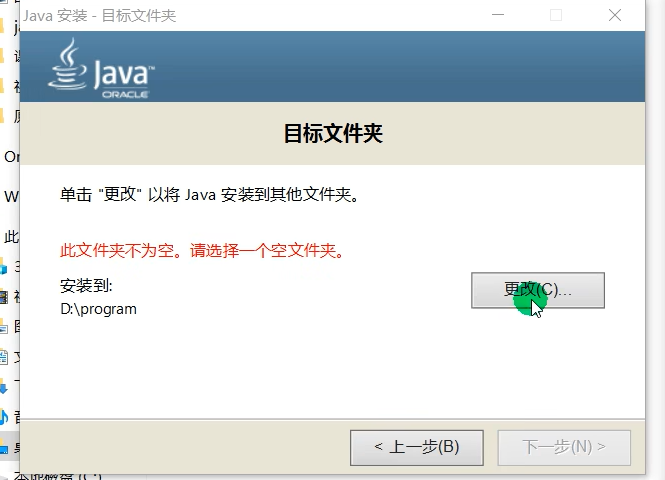 Java 安装 - 目标文件夹
Java™
ORACLE
目标文件夹
单击 "更改" 以将 Java 安装到其他文件夹。
此文件夹不为空。请选择一个空文件夹。
安装到:
更改(C)...
D:\program
< 上一步(B)
下一步(N) >